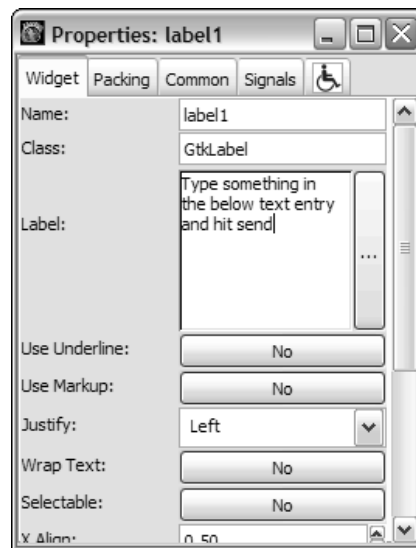 Properties: label1
Widget Packing Common Signals
Name: label1
Class: GtkLabel
Label: Type something in
the below text entry
and hit send
...
Use Underline: No
Use Markup: No
Justify: Left
Wrap Text: No
Selectable: No
X Align: 0.50